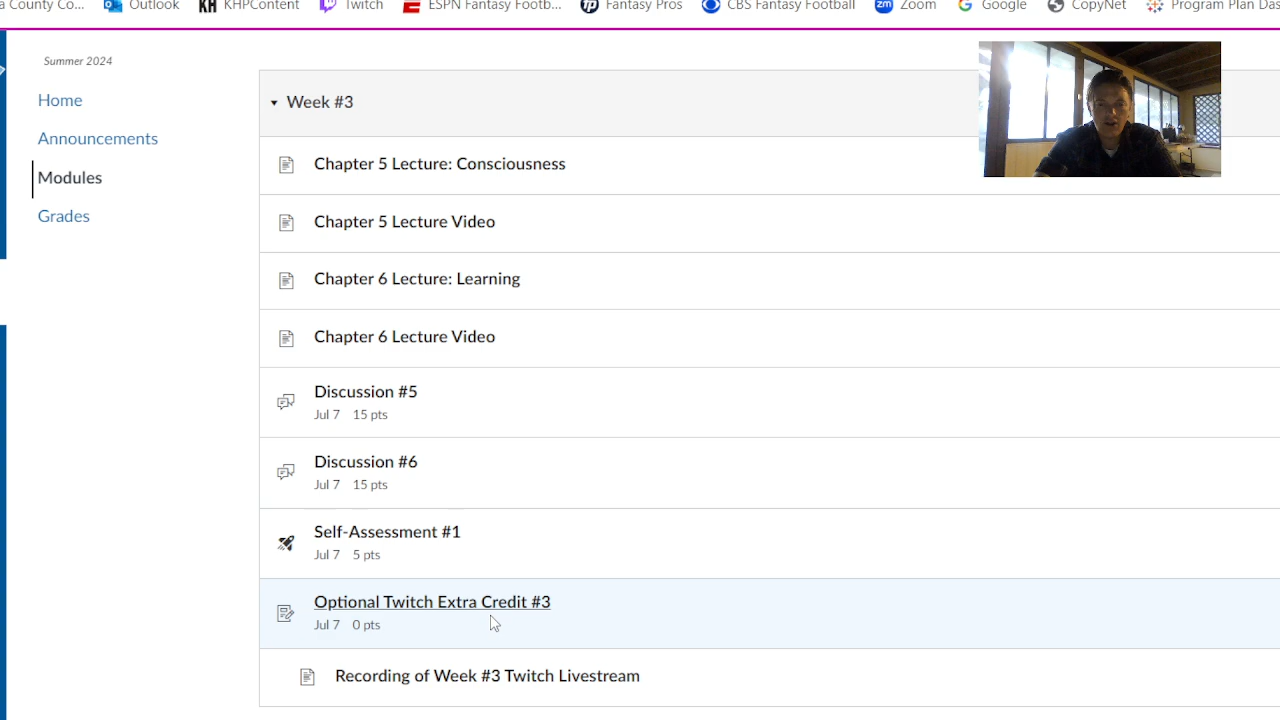 a County Co... Outlook KHPContent Twitch ESPN Fantasy Footb... Fantasy Pros CBS Fantasy Football zm Zoom Google CopyNet Program Plan Das
Summer 2024
Home
Announcements
Modules
Grades
Week #3
Chapter 5 Lecture: Consciousness
Chapter 5 Lecture Video
Chapter 6 Lecture: Learning
Chapter 6 Lecture Video
Discussion #5
Jul 7 15 pts
Discussion #6
Jul 7 15 pts
Self-Assessment #1
Jul 7 5 pts
Optional Twitch Extra Credit #3
Jul 7 0 pts
Recording of Week #3 Twitch Livestream